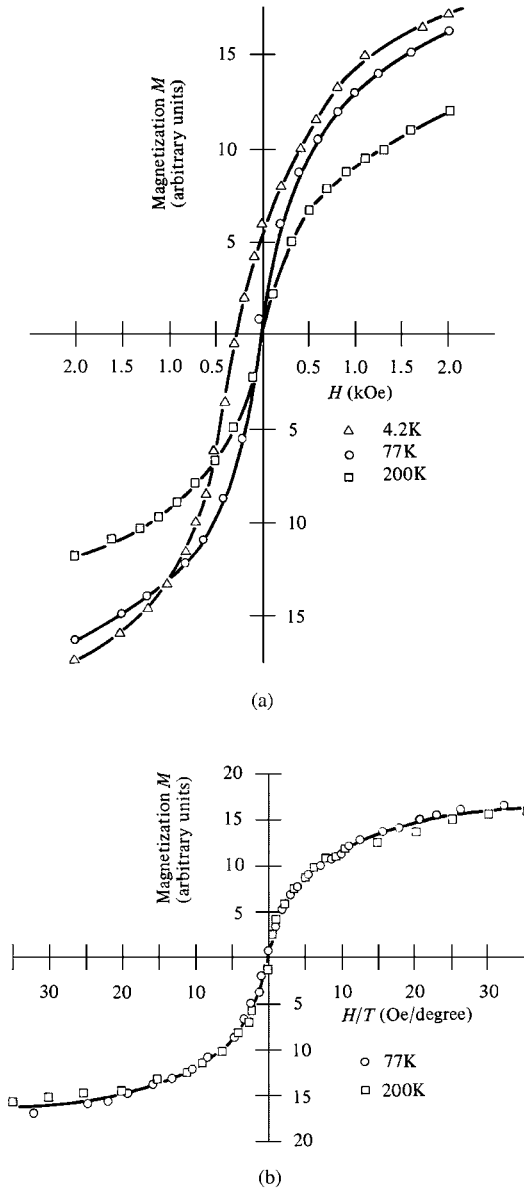 Magnetization M
(arbitrary units)
15
10
5
2.0 1.5 1.0 0.5
0.5 1.0 1.5 2.0
H (kOe)
5
4.2K
77K
200K
10
15
(a)
Magnetization M
(arbitrary units)
20
15
10
5
30 20 10 0
0 10 20 30
H/T (Oe/degree)
5
10
77K
15
200K
20
(b)